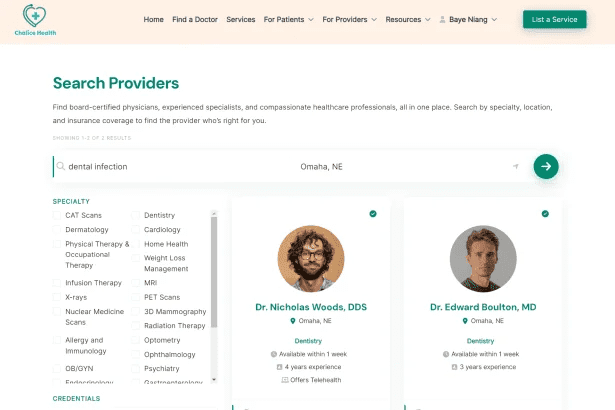 Chalice Health
Home Find a Doctor Services For Patients For Providers Resources Baye Niang List a Service
Search Providers
Find board-certified physicians, experienced specialists, and compassionate healthcare professionals, all in one place. Search by specialty, location,
and insurance coverage to find the provider who's right for you.
SHOWING 1-2 OF 2 RESULTS
dental infection Omaha, NE
SPECIALTY
CAT Scans Dentistry
Dermatology Cardiology
Physical Therapy & Occupational Therapy Home Health
Weight Loss Management
Infusion Therapy MRI
X-rays PET Scans
Nuclear Medicine Scans 3D Mammography
Radiation Therapy
Allergy and Immunology Optometry
Ophthalmology
OB/GYN Psychiatry
Endocrinology Gastroenterology
CREDENTIALS
Dr. Nicholas Woods, DDS
Omaha, NE
Dentistry
Available within 1 week
4 years experience
Offers Telehealth
Dr. Edward Boulton, MD
Omaha, NE
Dentistry
Available within 1 week
3 years experience